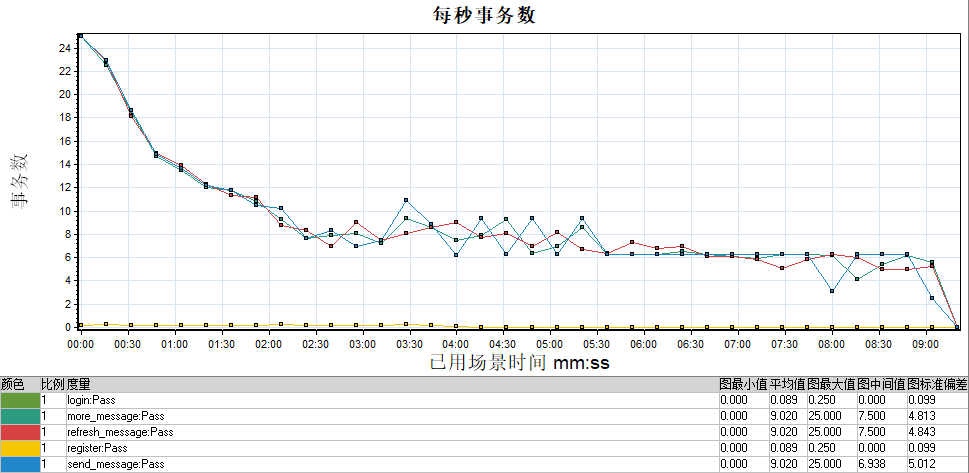 每秒事务数
24
22
20
18
16
14
12
10
8
6
4
2
0
事务数
00:00 00:30 01:00 01:30 02:00 02:30 03:00 03:30 04:00 04:30 05:00 05:30 06:00 06:30 07:00 07:30 08:00 08:30 09:00
已用场景时间 mm:ss
颜色 比例 度量 图最小值 平均值 图最大值 图中间值 图标准偏差
1 login:Pass 0.000 0.089 0.250 0.000 0.099
1 more_message:Pass 0.000 9.020 25.000 7.500 4.813
1 refresh_message:Pass 0.000 9.020 25.000 7.500 4.843
1 register:Pass 0.000 0.089 0.250 0.000 0.099
1 send_message:Pass 0.000 9.020 25.000 6.938 5.012